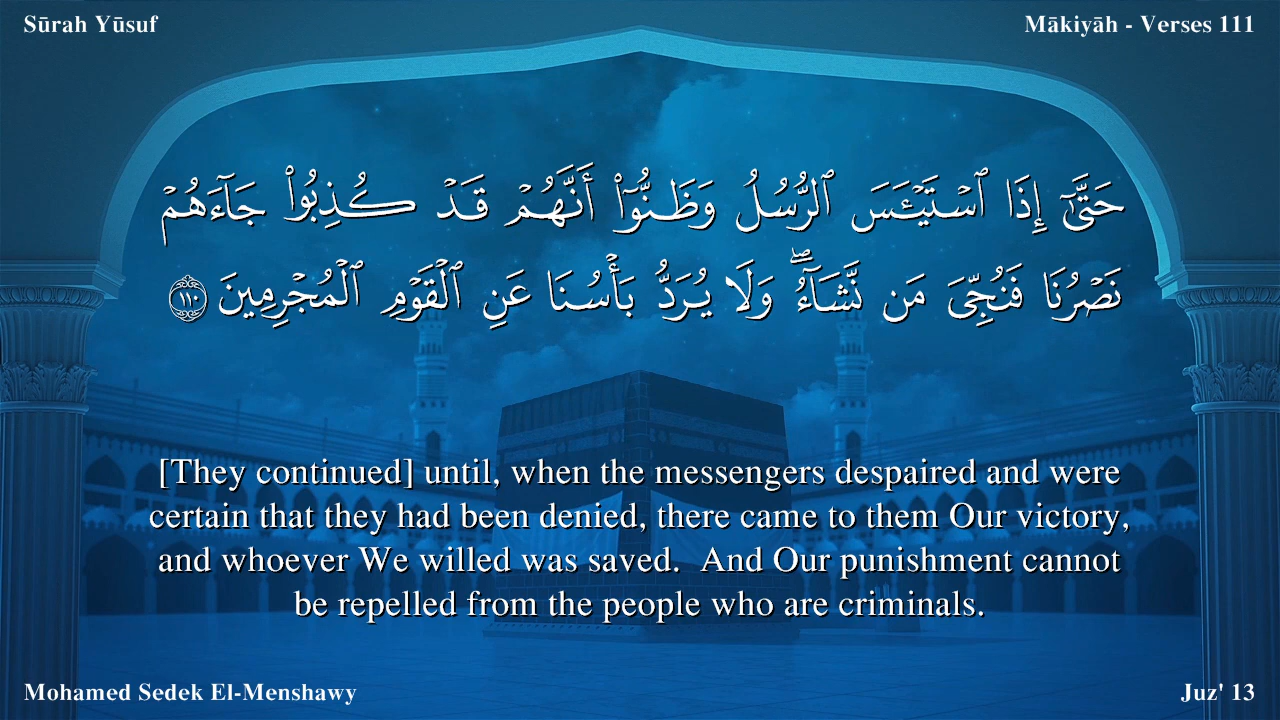 Sūrah Yūsuf
Mākiyāh - Verses 111
حَتَّىٰٓ إِذَا ٱسْتَيْـَٔسَ ٱلرُّسُلُ وَظَنُّوٓا۟ أَنَّهُمْ قَدْ كُذِبُوا۟ جَآءَهُمْ
نَصْرُنَا فَنُجِّىَ مَن نَّشَآءُ ۖ وَلَا يُرَدُّ بَأْسُنَا عَنِ ٱلْقَوْمِ ٱلْمُجْرِمِينَ ١١٠
[They continued] until, when the messengers despaired and were
certain that they had been denied, there came to them Our victory,
and whoever We willed was saved.  And Our punishment cannot
be repelled from the people who are criminals.
Mohamed Sedek El-Menshawy
Juz' 13